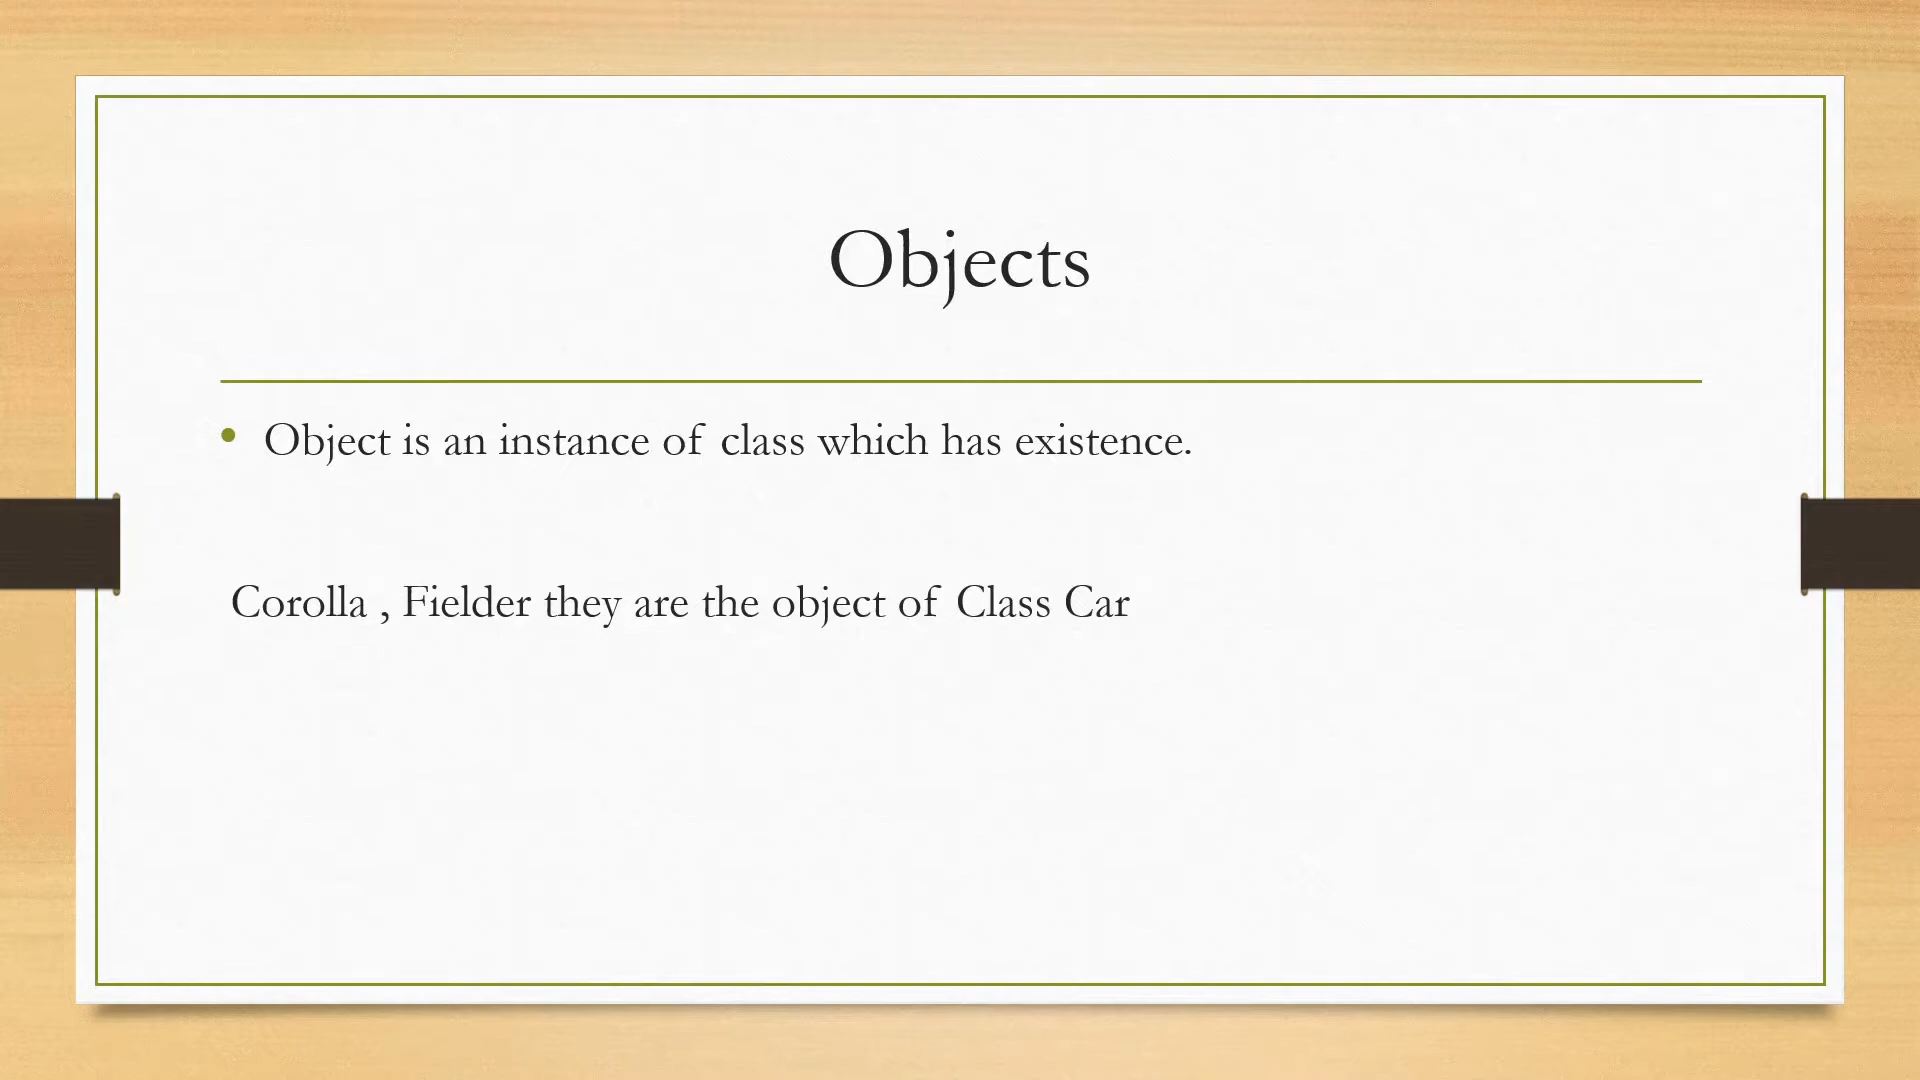 Objects
• Object is an instance of class which has existence.
Corolla , Fielder they are the object of Class Car